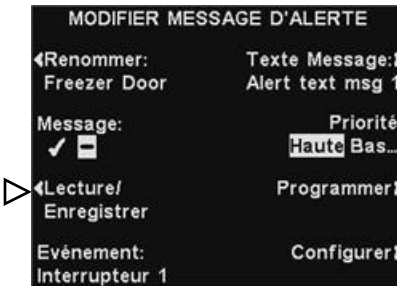 MODIFIER MESSAGE D'ALERTE
Renommer:
Freezer Door
Texte Message:
Alert text msg 1
Message:
Priorité
Haute Bas...
Lecture/
Enregistrer
Programmer
Evénement:
Interrupteur 1
Configurer